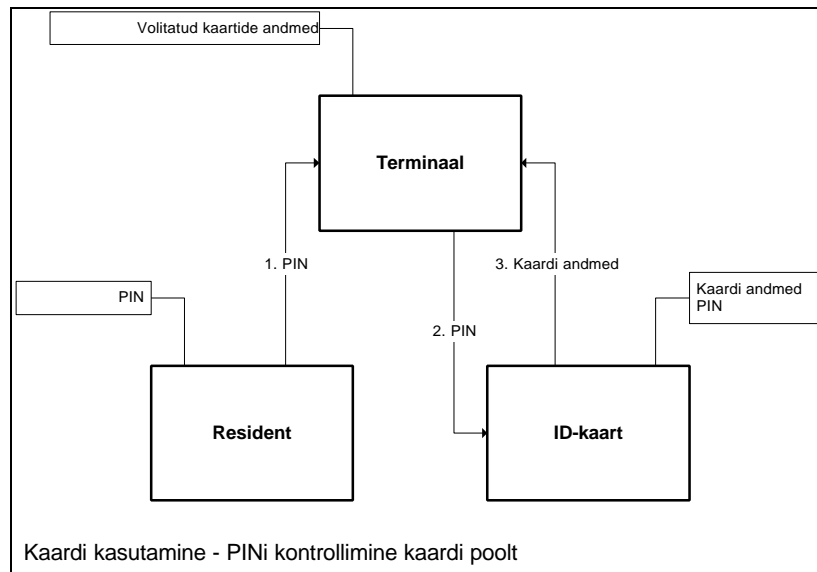 Volitatud kaartide andmed
Terminaal
1. PIN
3. Kaardi andmed
PIN
Kaardi andmed
PIN
2. PIN
Resident
ID-kaart
Kaardi kasutamine - PINi kontrollimine kaardi poolt